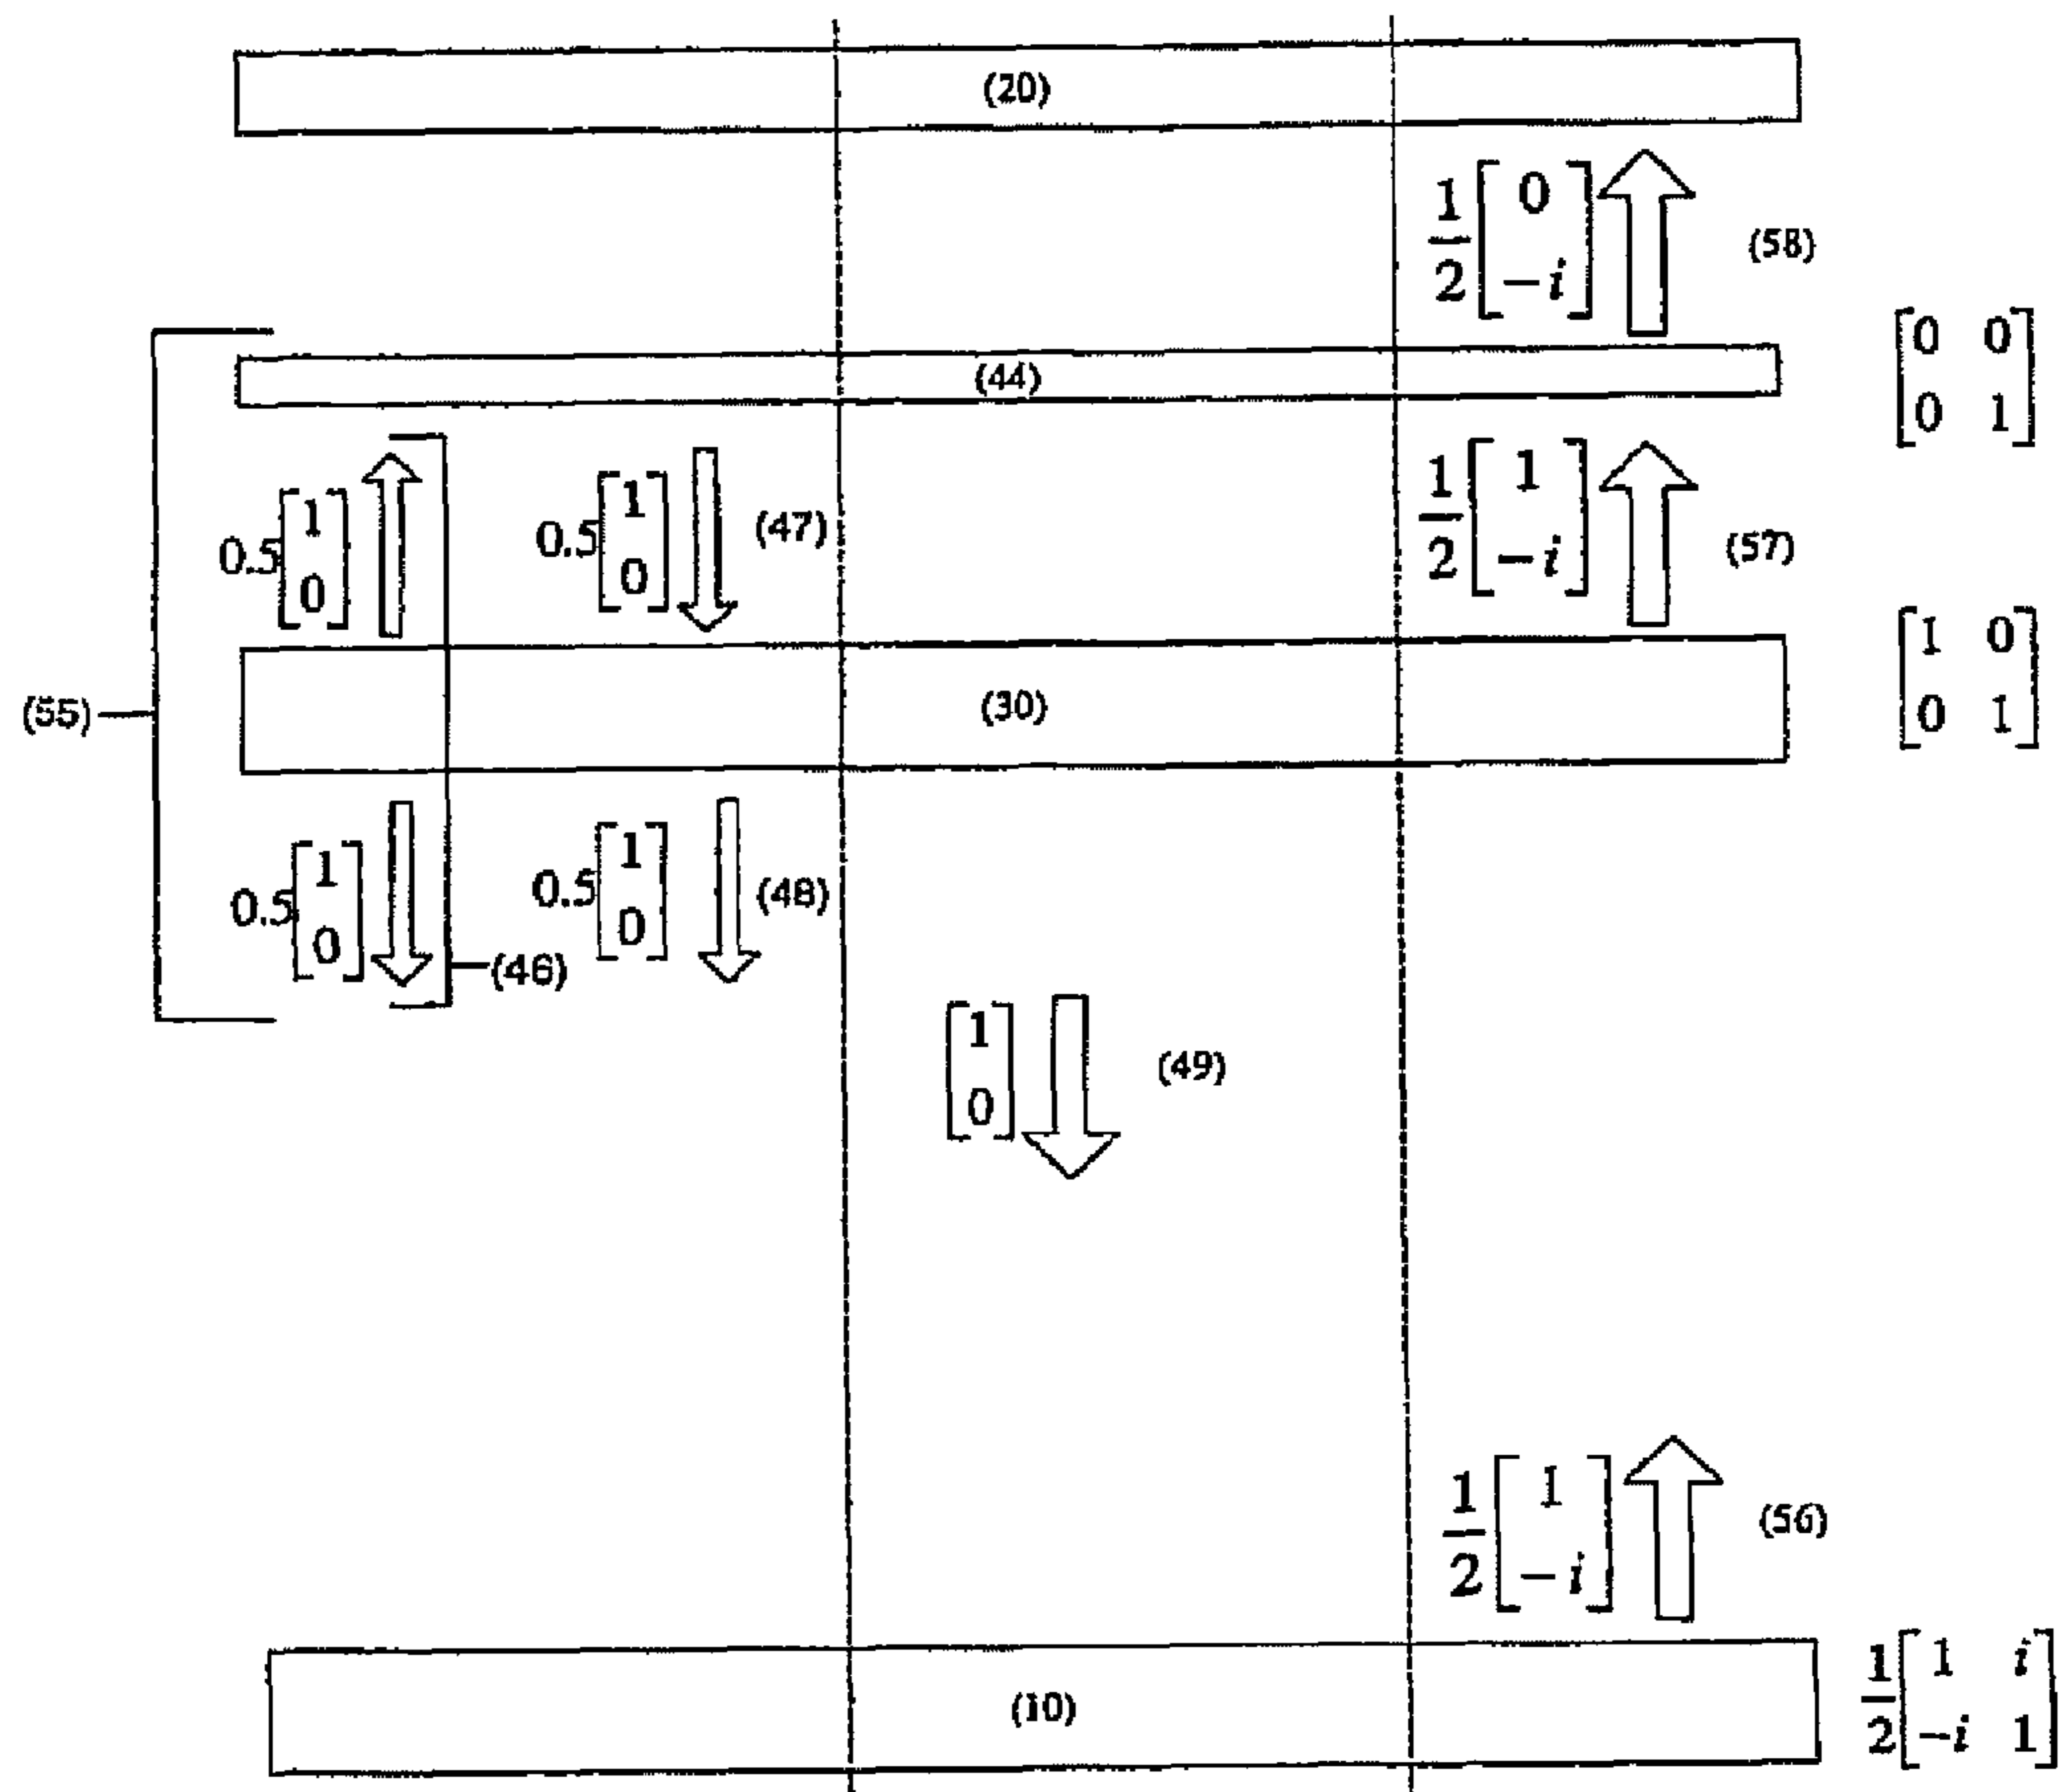 (20)
1/2 [0 -i] (58)
[0 0
0 1]
(44)
0.5 [1 0]
0.5 [1 0] (47)
1/2 [1 -i] (57)
[1 0
0 1]
(55)
(30)
0.5 [1 0]
(46)
0.5 [1 0] (48)
[1 0] (49)
1/2 [1 -i] (56)
(10)
1/2 [1 i
-i 1]